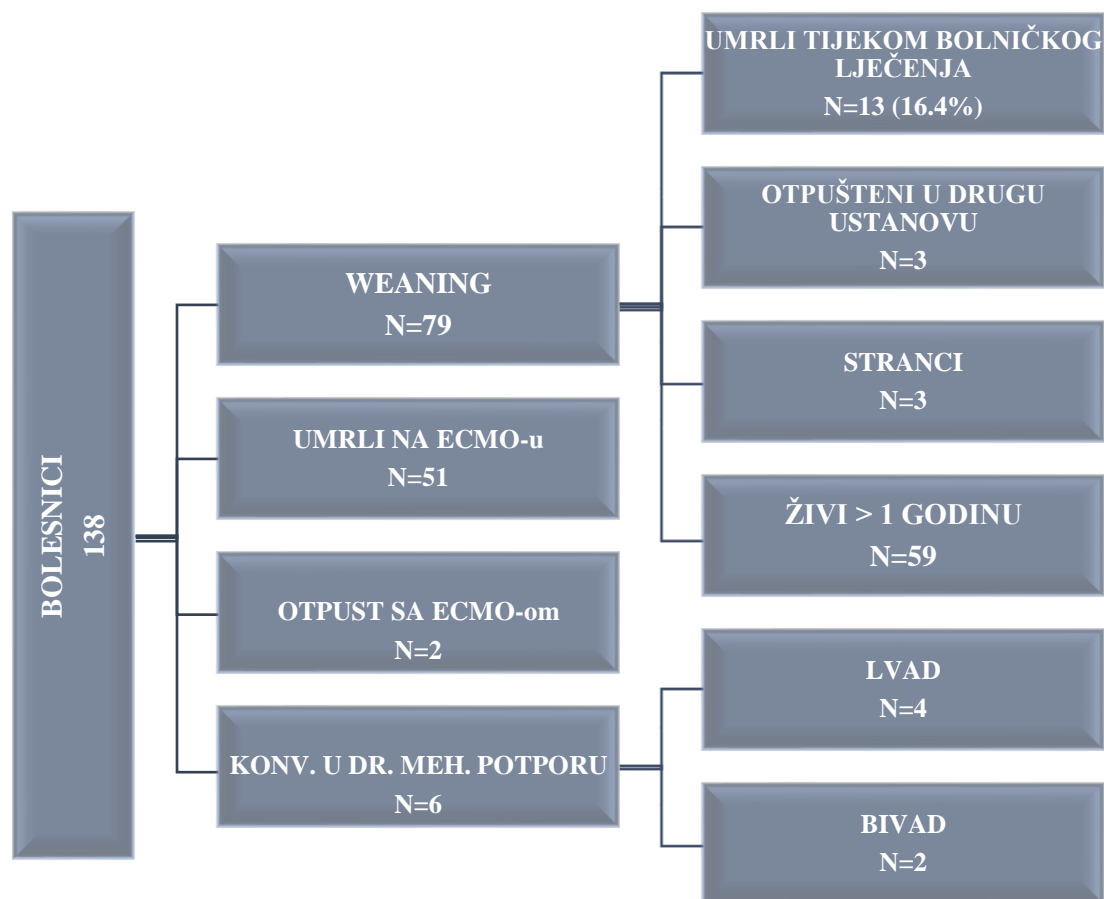 BOLESNICI
138
WEANING
N=79
UMRLI NA ECMO-u
N=51
OTPUST SA ECMO-om
N=2
KONV. U DR. MEH. POTPORU
N=6
UMRLI TIJEKOM BOLNIČKOG
LJEČENJA
N=13 (16.4%)
OTPUŠTENI U DRUGU
USTANOVU
N=3
STRANCI
N=3
ŽIVI > 1 GODINU
N=59
LVAD
N=4
BIVAD
N=2